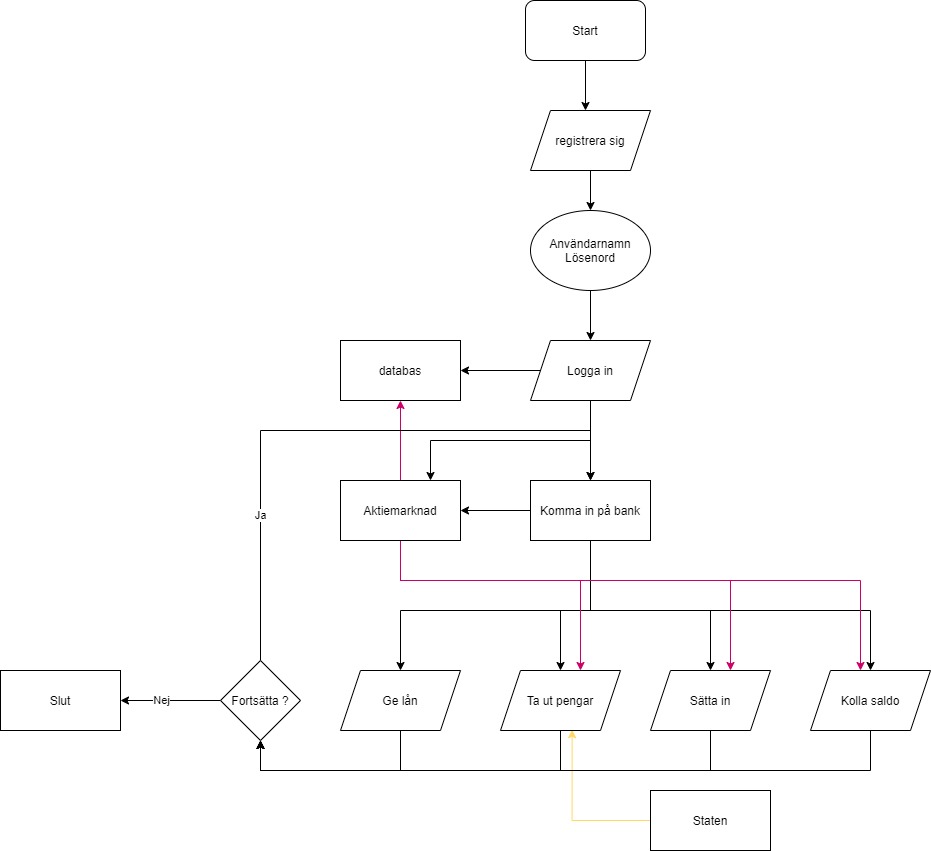 Start
registrera sig
Användarnamn
Lösenord
databas
Logga in
Aktiemarknad
Komma in på bank
Ja
Slut
Nej
Fortsätta ?
Ge lån
Ta ut pengar
Sätta in
Kolla saldo
Staten